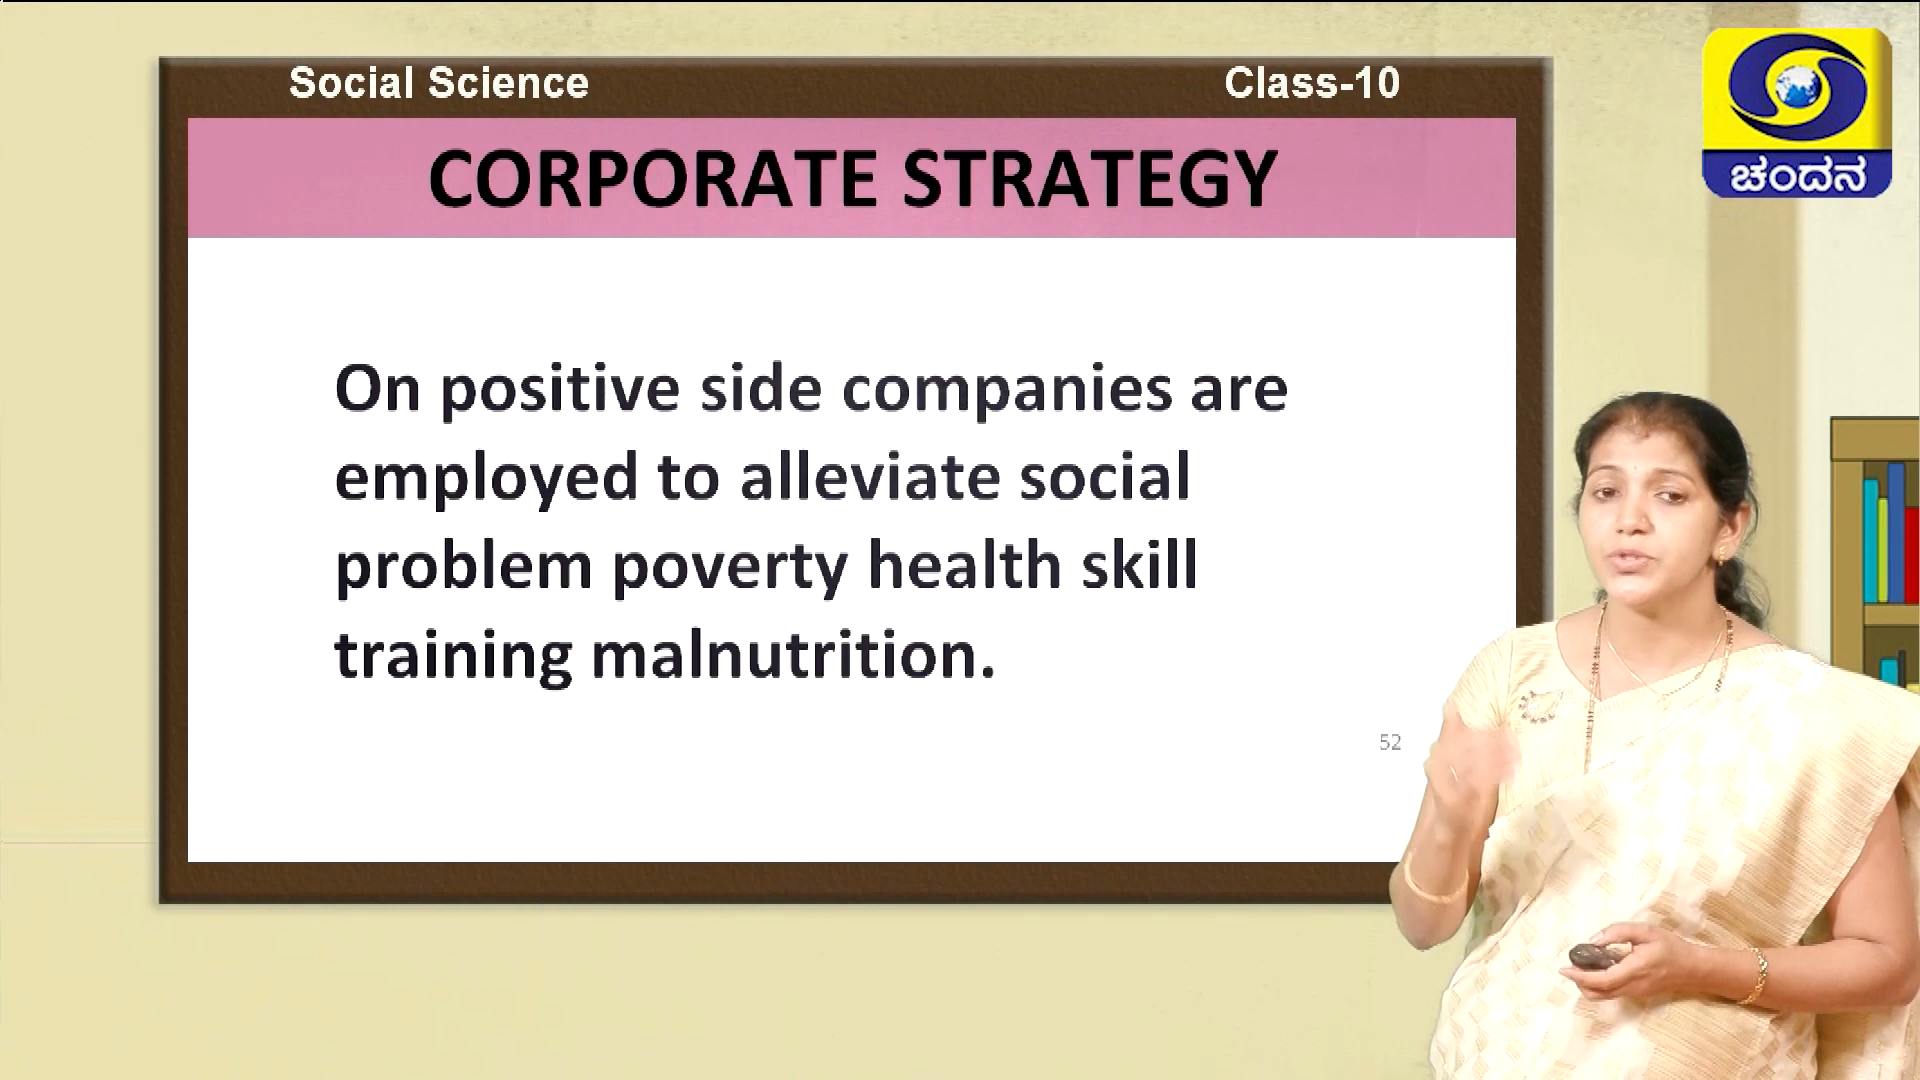 Social Science
Class-10
ಚಂದನ
CORPORATE STRATEGY
On positive side companies are
employed to alleviate social
problem poverty health skill
training malnutrition.
52